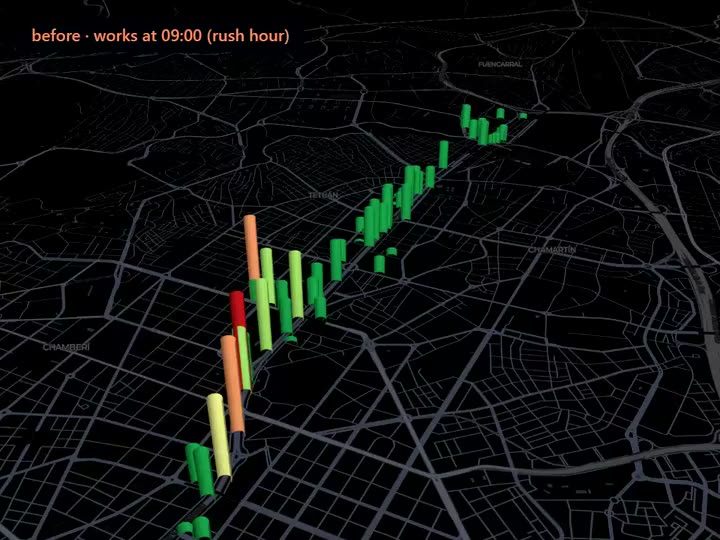 before · works at 09:00 (rush hour)
FUENCARRAL
TETUÁN
CHAMARTÍN
CHAMBERÍ